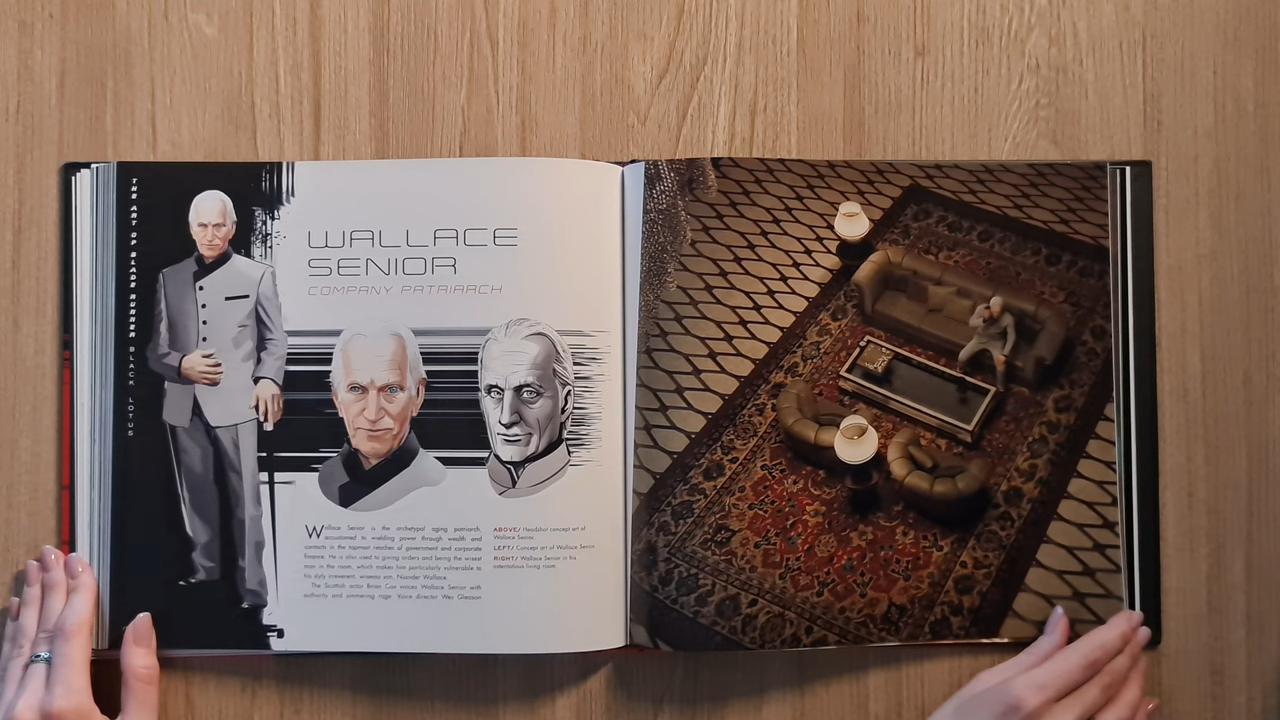 THE ART OF BLADE RUNNER BLACK LOTUS
WALLACE
SENIOR
COMPANY PATRIARCH
Wallace Senior is the archetypal aging patriarch,
accustomed to wielding power through wealth and
contacts in the topmost reaches of government and corporate
finance. He is also used to giving orders and being the wisest
man in the room, which makes him particularly vulnerable to
his slyly irreverent, wiseass son, Niander Wallace.
The Scottish actor Brian Cox voices Wallace Senior with
authority and simmering rage. Voice director Wes Gleason
ABOVE/ Headshot concept art of
Wallace Senior.
LEFT/ Concept art of Wallace Senior.
RIGHT/ Wallace Senior in his
ostentatious living room.